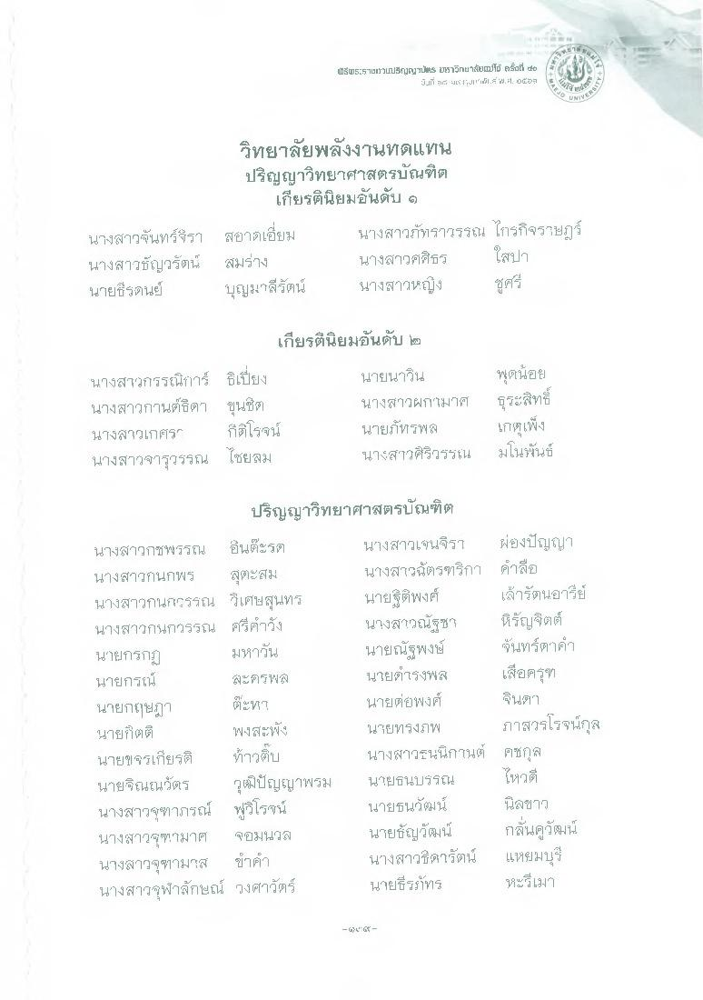 พิธีพระราชทานปริญญาบัตร มหาวิทยาลัยแม่โจ้ ครั้งที่ ๔๐
MAEJO UNIVERSITY
วิทยาลัยพลังงานทดแทน
ปริญญาวิทยาศาสตรบัณฑิต
เกียรตินิยมอันดับ ๑
นางสาวจันทร์จิรา สอาดเอี่ยม
นางสาวธัญวรัตน์ สมร่าง
นายธีรดนย์ บุญมาลีรัตน์
นางสาวภัทราวรรณ ไกรกิจราษฎร์
นางสาวศศิธร ใสปา
นางสาวหญิง ชูศรี
เกียรตินิยมอันดับ ๒
นางสาวกรรณิการ์ ธิเปี่ยง
นางสาวกานต์ธิดา ขุนชิต
นางสาวเกศรา กิติโรจน์
นางสาวจารุวรรณ ไชยลม
นายนาวิน พุดน้อย
นางสาวผกามาศ ธุระสิทธิ์
นายภัทรพล เกตุเพ็ง
นางสาวศิริวรรณ มโนพันธ์
ปริญญาวิทยาศาสตรบัณฑิต
นางสาวกชพรรณ อินต๊ะรด
นางสาวกนกพร สุตะสม
นางสาวกนกวรรณ วิเศษสุนทร
นางสาวกนกวรรณ ศรีคำวัง
นายกรกฎ มหาวัน
นายกรณ์ ละครพล
นายกฤษฎา ต๊ะทา
นายกิตติ พงสะพัง
นายขจรเกียรติ ท้าวติ๊บ
นายจิณณวัตร วุฒิปัญญาพรม
นางสาวจุฑาภรณ์ ฟูวิโรจน์
นางสาวจุฑามาศ จอมนวล
นางสาวจุฑามาส ขำคำ
นางสาวจุฬาลักษณ์ วงศาวัตร์
นางสาวเจนจิรา ผ่องปัญญา
นางสาวฉัตรฑริกา คำลือ
นายฐิติพงศ์ เล้ารัตนอารีย์
นางสาวณัฐชา หิรัญจิตต์
นายณัฐพงษ์ จันทร์ตาคำ
นายดำรงพล เสือครุฑ
นายต่อพงศ์ จินดา
นายทรงภพ ภาสวรโรจน์กุล
นางสาวธนนิกานต์ คชกุล
นายธนบรรณ ไหวดี
นายธนวัฒน์ นิลขาว
นายธัญวัฒน์ กลั่นคูวัฒน์
นางสาวธิดารัตน์ แหยมบุรี
นายธีรภัทร หะรีเมา